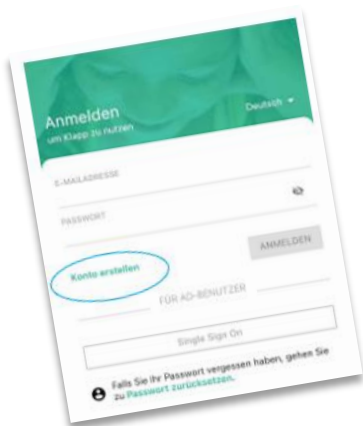 Anmelden
um Klapp zu nutzen
Deutsch
E-MAILADRESSE
PASSWORT
ANMELDEN
Konto erstellen
FÜR AD-BENUTZER
Single Sign On
Falls Sie Ihr Passwort vergessen haben, gehen Sie
zu Passwort zurücksetzen.